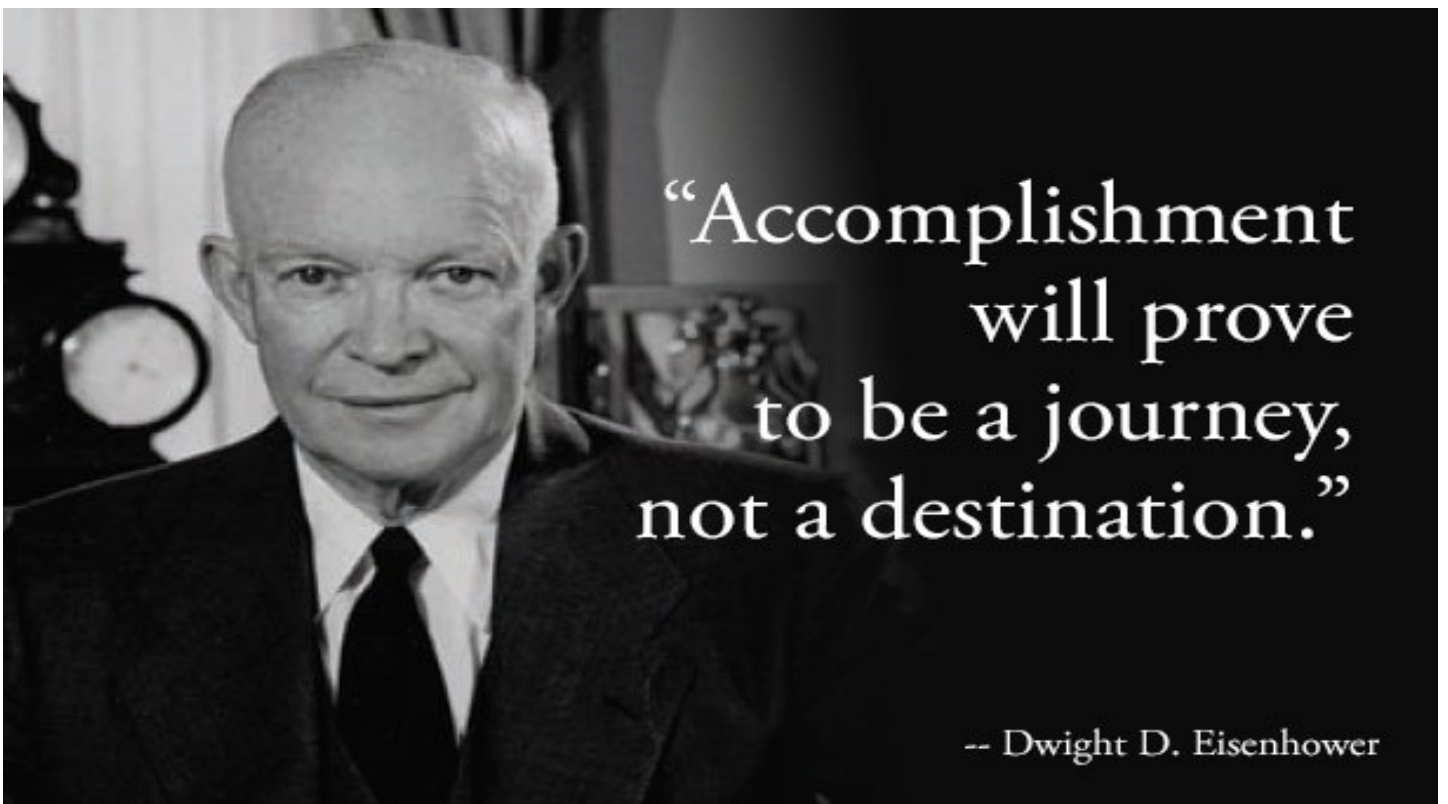 “Accomplishment
will prove
to be a journey,
not a destination.”
-- Dwight D. Eisenhower